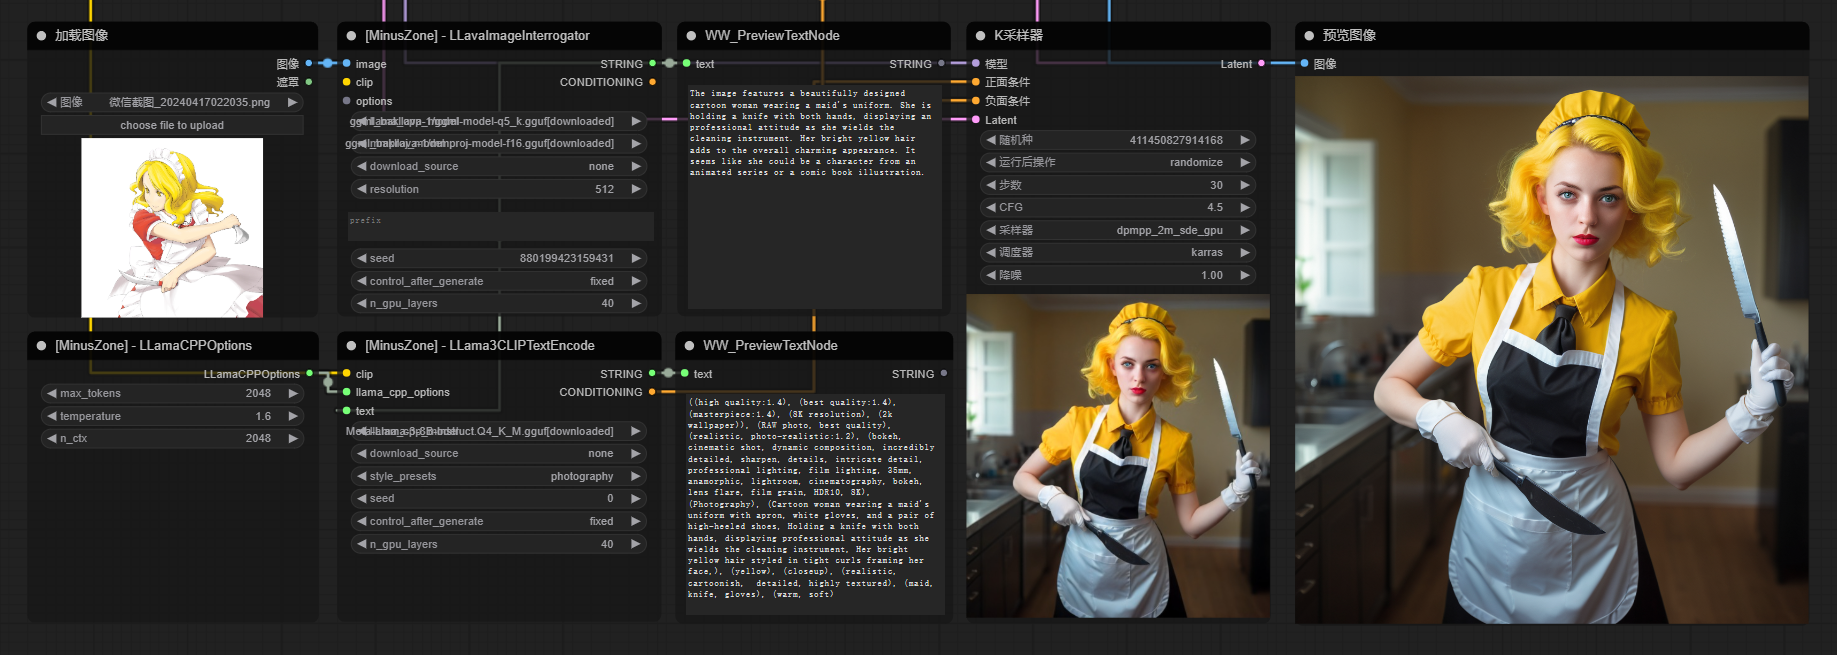 加载图像
图像
遮罩
图像 微信截图_20240417022035.png
choose file to upload
[MinusZone] - LLavaImageInterrogator
image
clip
options
STRING
CONDITIONING
model-q5_k.gguf[downloaded]
mmproj-model-f16.gguf[downloaded]
download_source none
resolution 512
prefix
seed 880199423159431
control_after_generate fixed
n_gpu_layers 40
WW_PreviewTextNode
text STRING
The image features a beautifully designed
cartoon woman wearing a maid's uniform. She is
holding a knife with both hands, displaying an
professional attitude as she wields the
cleaning instrument. Her bright yellow hair
adds to the overall charming appearance. It
seems like she could be a character from an
animated series or a comic book illustration.
K采样器
模型
正面条件
负面条件
Latent
Latent
随机种 411450827914168
运行后操作 randomize
步数 30
CFG 4.5
采样器 dpmpp_2m_sde_gpu
调度器 karras
降噪 1.00
预览图像
图像
[MinusZone] - LLamaCPPOptions
LLamaCPPOptions
max_tokens 2048
temperature 1.6
n_ctx 2048
[MinusZone] - LLama3CLIPTextEncode
clip
llama_cpp_options
text
STRING
CONDITIONING
Q4_K_M.gguf[downloaded]
download_source none
style_presets photography
seed 0
control_after_generate fixed
n_gpu_layers 40
WW_PreviewTextNode
text STRING
((high quality:1.4), (best quality:1.4),
(masterpiece:1.4), (8K resolution), (2k
wallpaper)), (RAW photo, best quality),
(realistic, photo-realistic:1.2), (bokeh,
cinematic shot, dynamic composition, incredibly
detailed, sharpen, details, intricate detail,
professional lighting, film lighting, 35mm,
anamorphic, lightroom, cinematography, bokeh,
lens flare, film grain, HDR10, 8K),
(Photography), (Cartoon woman wearing a maid's
uniform with apron, white gloves, and a pair of
high-heeled shoes, Holding a knife with both
hands, displaying professional attitude as she
wields the cleaning instrument, Her bright
yellow hair styled in tight curls framing her
face,), (yellow), (closeup), (realistic,
cartoonish,  detailed, highly textured), (maid,
knife, gloves), (warm, soft)